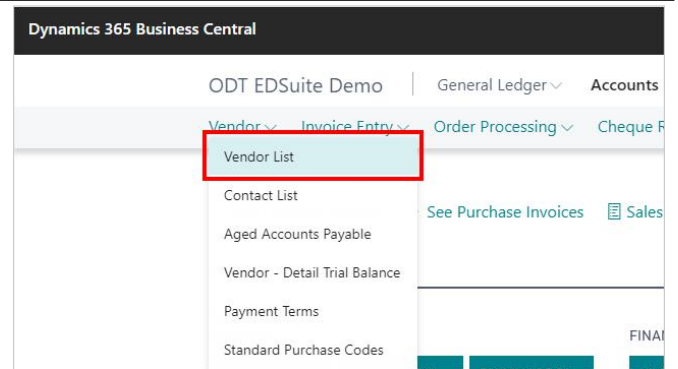 Dynamics 365 Business Central
ODT EDSuite Demo General Ledger Accounts
Vendor Invoice Entry Order Processing Cheque R
Vendor List
Contact List
See Purchase Invoices Sales
Aged Accounts Payable
Vendor - Detail Trial Balance
Payment Terms
FINAN
Standard Purchase Codes